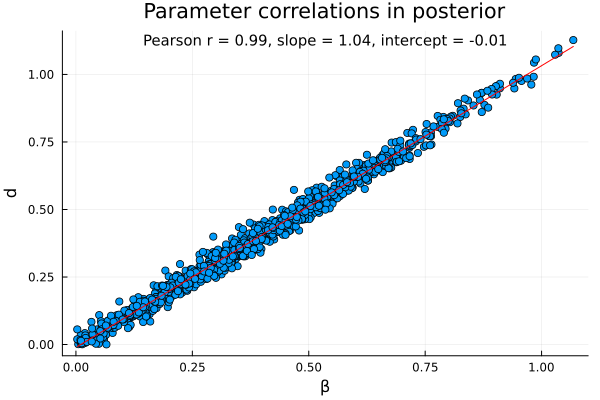 Parameter correlations in posterior
Pearson r = 0.99, slope = 1.04, intercept = -0.01
1.00
0.75
d
0.50
0.25
0.00
0.00 0.25 0.50 0.75 1.00
β